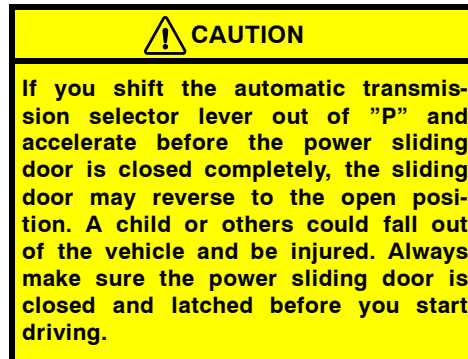 CAUTION
If you shift the automatic transmis-
sion selector lever out of ”P” and
accelerate before the power sliding
door is closed completely, the sliding
door may reverse to the open posi-
tion. A child or others could fall out
of the vehicle and be injured. Always
make sure the power sliding door is
closed and latched before you start
driving.